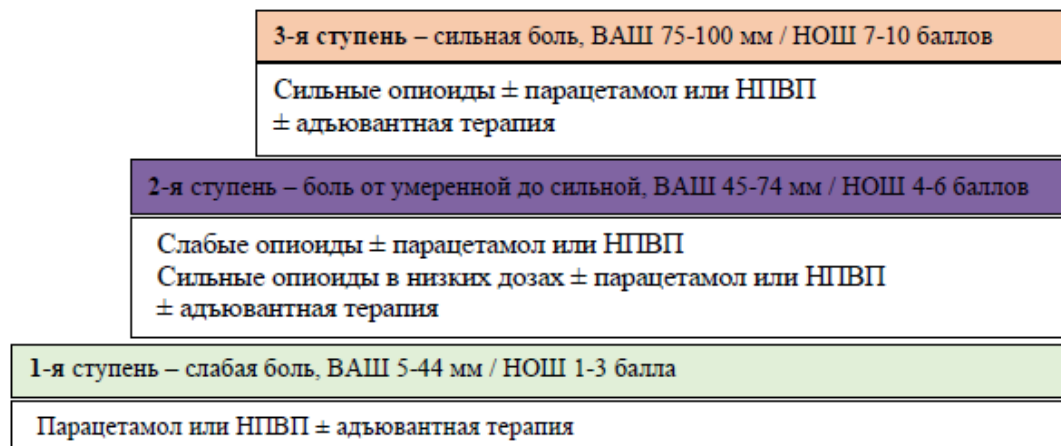 3-я ступень – сильная боль, ВАШ 75-100 мм / НОШ 7-10 баллов
Сильные опиоиды ± парацетамол или НПВП
± адъювантная терапия
2-я ступень – боль от умеренной до сильной, ВАШ 45-74 мм / НОШ 4-6 баллов
Слабые опиоиды ± парацетамол или НПВП
Сильные опиоиды в низких дозах ± парацетамол или НПВП
± адъювантная терапия
1-я ступень – слабая боль, ВАШ 5-44 мм / НОШ 1-3 балла
Парацетамол или НПВП ± адъювантная терапия